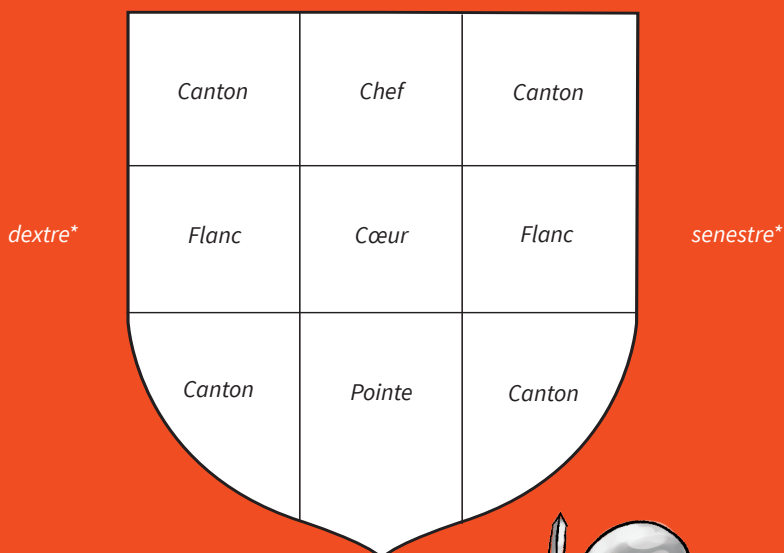 Canton
Chef
Canton
dextre*
Flanc
Cœur
Flanc
senestre*
Canton
Pointe
Canton